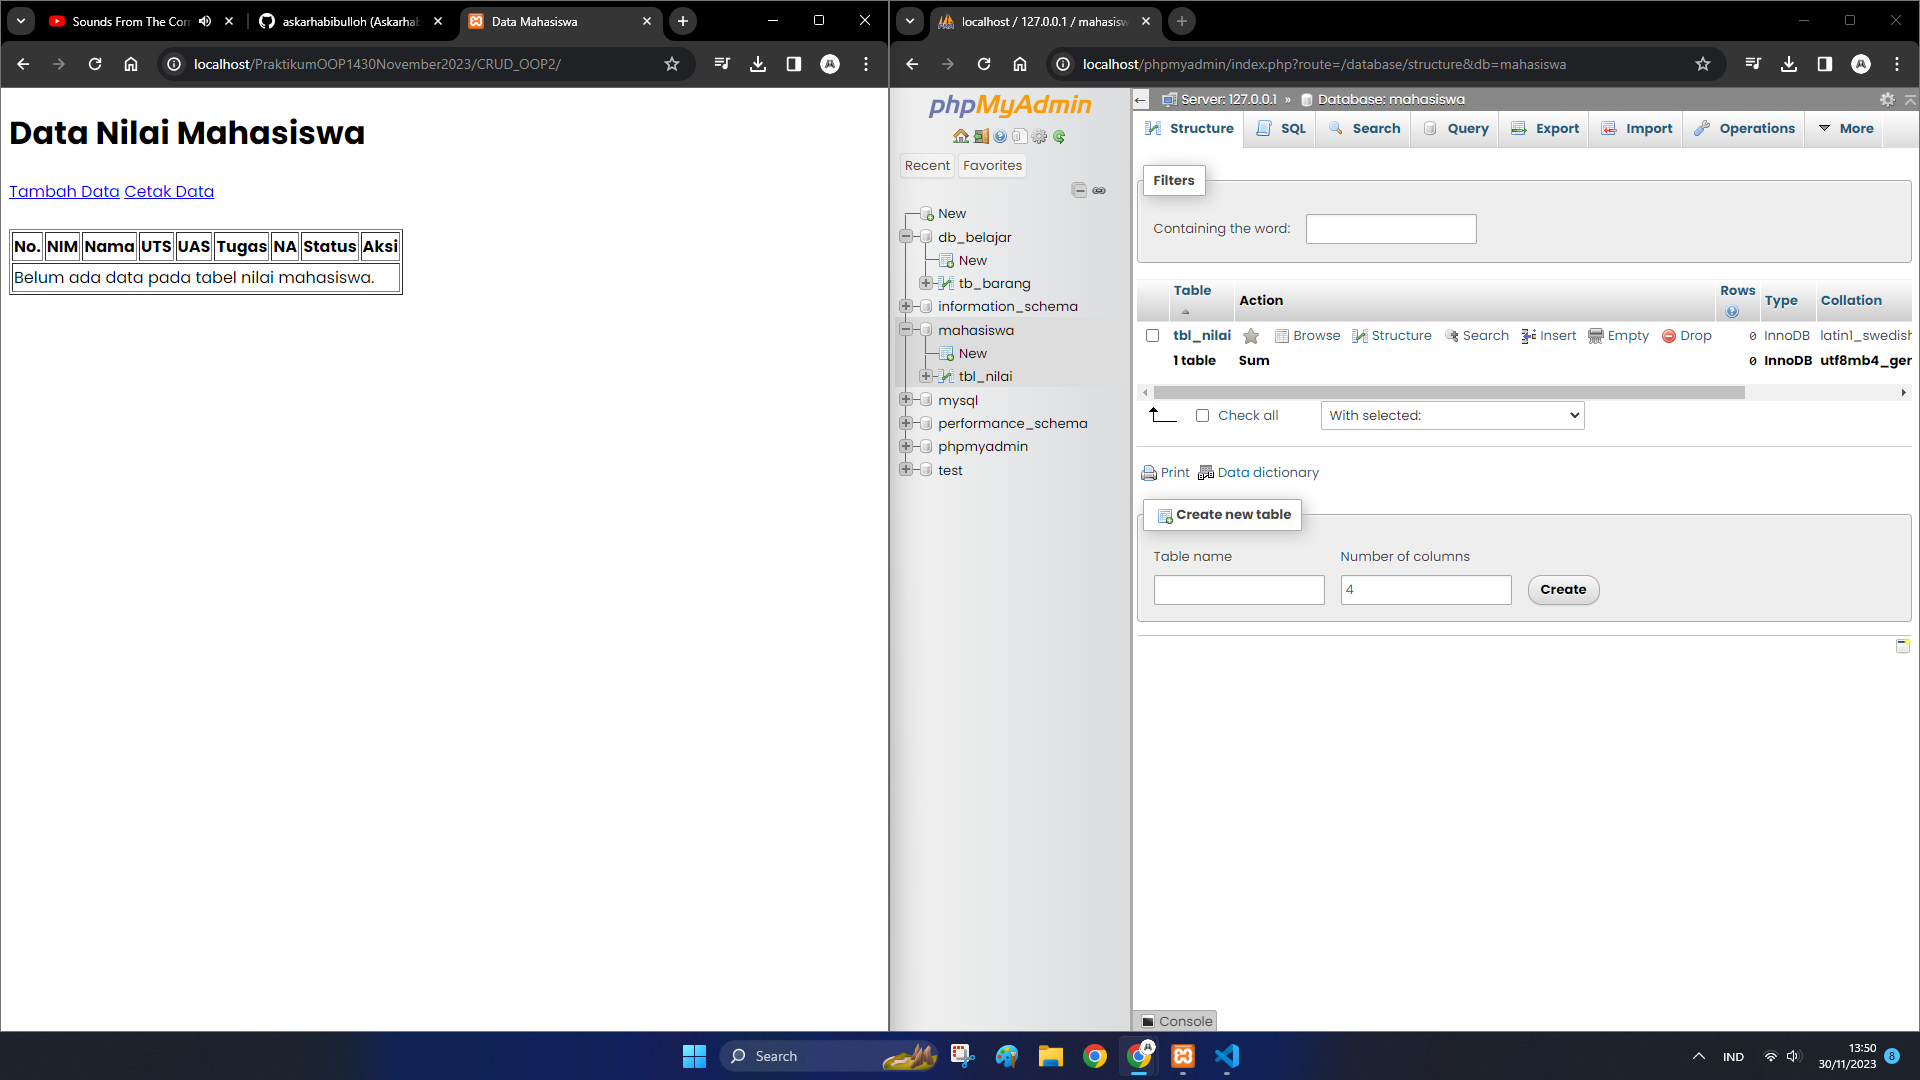 Sounds From The Corn
askarhabibulloh (Askarhab
Data Mahasiswa
localhost/PraktikumOOP1430November2023/CRUD_OOP2/
Data Nilai Mahasiswa
Tambah Data Cetak Data
No. NIM Nama UTS UAS Tugas NA Status Aksi
Belum ada data pada tabel nilai mahasiswa.
localhost / 127.0.0.1 / mahasisw
localhost/phpmyadmin/index.php?route=/database/structure&db=mahasiswa
phpMyAdmin
Recent Favorites
New
db_belajar
New
tb_barang
information_schema
mahasiswa
New
tbl_nilai
mysql
performance_schema
phpmyadmin
test
Server: 127.0.0.1 » Database: mahasiswa
Structure SQL Search Query Export Import Operations More
Filters
Containing the word:
Table Action Rows Type Collation
tbl_nilai Browse Structure Search Insert Empty Drop 0 InnoDB latin1_swedish
1 table Sum 0 InnoDB utf8mb4_ger
Check all With selected:
Print Data dictionary
Create new table
Table name Number of columns
4 Create
Console
Search
IND
13:50
30/11/2023
8